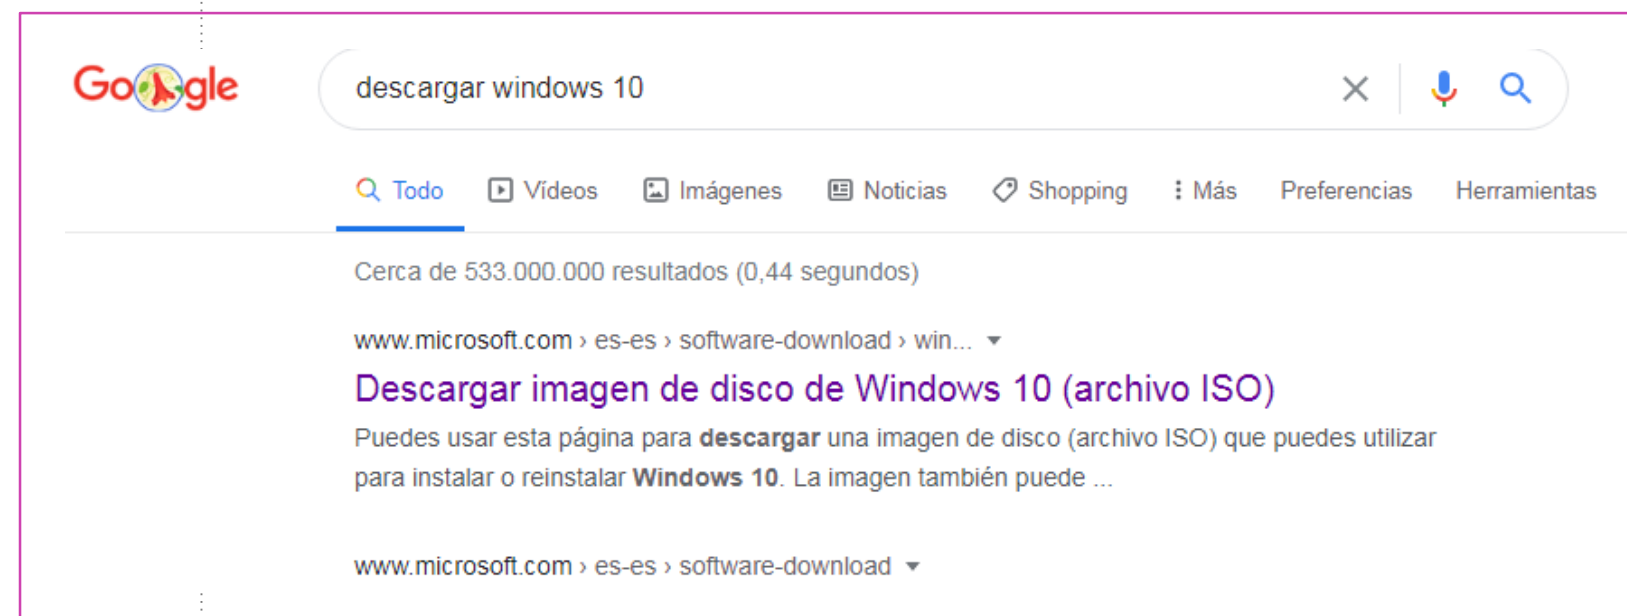 Google
descargar windows 10
Todo Vídeos Imágenes Noticias Shopping Más Preferencias Herramientas
Cerca de 533.000.000 resultados (0,44 segundos)
www.microsoft.com › es-es › software-download › win...
Descargar imagen de disco de Windows 10 (archivo ISO)
Puedes usar esta página para descargar una imagen de disco (archivo ISO) que puedes utilizar
para instalar o reinstalar Windows 10. La imagen también puede ...
www.microsoft.com › es-es › software-download